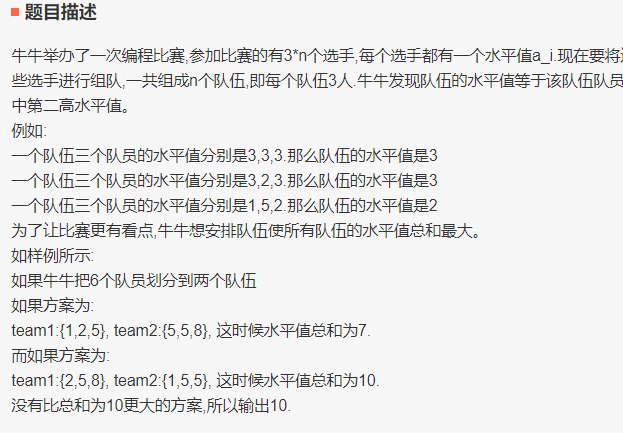 题目描述
牛牛举办了一次编程比赛,参加比赛的有3*n个选手,每个选手都有一个水平值a_i.现在要将
些选手进行组队,一共组成n个队伍,即每个队伍3人.牛牛发现队伍的水平值等于该队伍队员
中第二高水平值。
例如:
一个队伍三个队员的水平值分别是3,3,3.那么队伍的水平值是3
一个队伍三个队员的水平值分别是3,2,3.那么队伍的水平值是3
一个队伍三个队员的水平值分别是1,5,2.那么队伍的水平值是2
为了让比赛更有看点,牛牛想安排队伍使所有队伍的水平值总和最大。
如样例所示:
如果牛牛把6个队员划分到两个队伍
如果方案为:
team1:{1,2,5}, team2:{5,5,8}, 这时候水平值总和为7.
而如果方案为:
team1:{2,5,8}, team2:{1,5,5}, 这时候水平值总和为10.
没有比总和为10更大的方案,所以输出10.